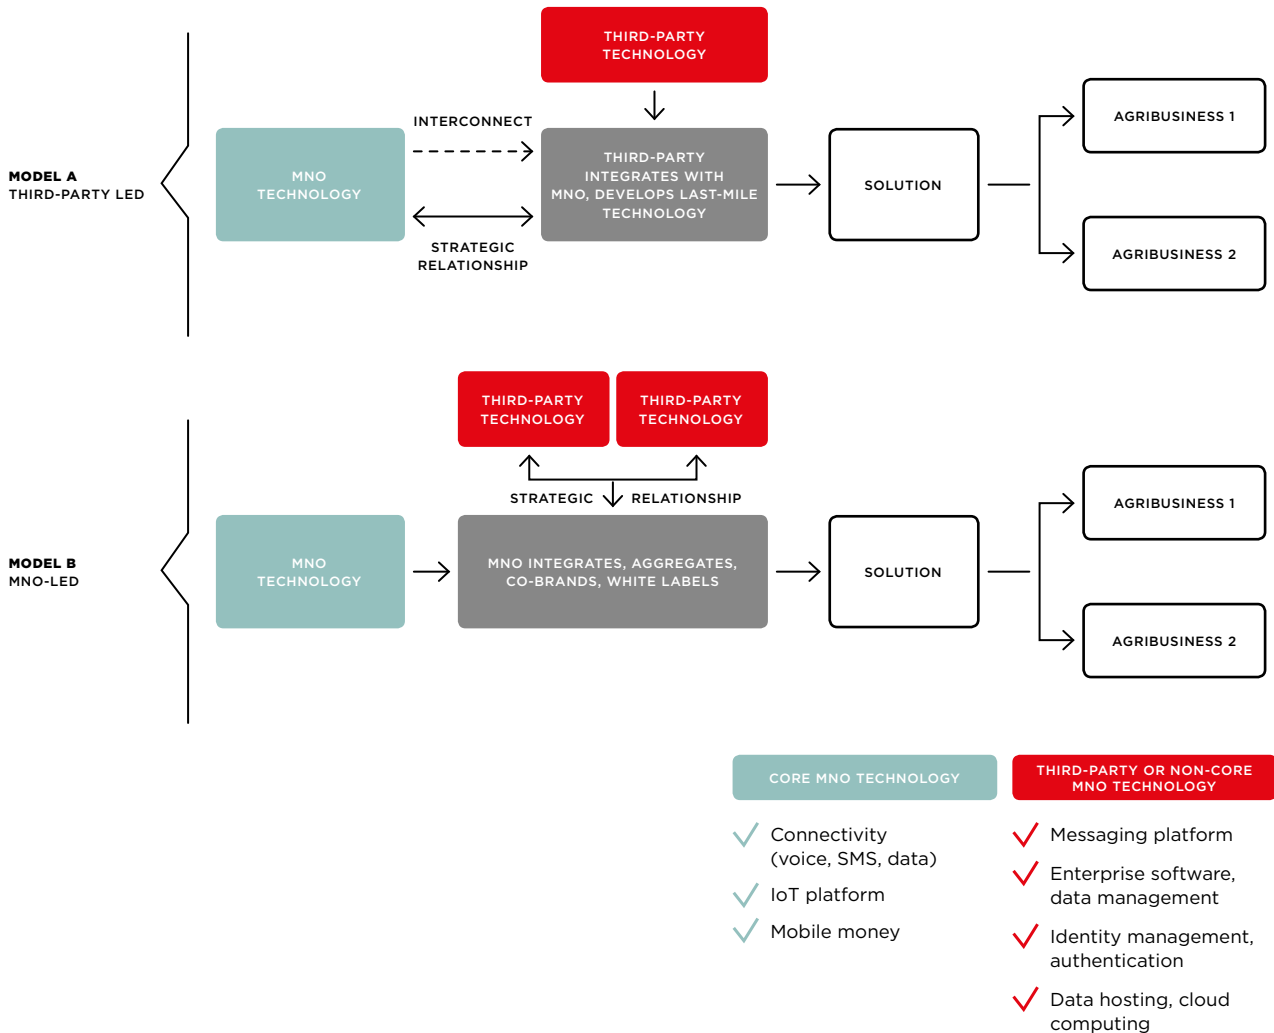 THIRD-PARTY
TECHNOLOGY
INTERCONNECT
MODEL A
THIRD-PARTY LED
MNO
TECHNOLOGY
THIRD-PARTY
INTEGRATES WITH
MNO, DEVELOPS LAST-MILE
TECHNOLOGY
STRATEGIC
RELATIONSHIP
SOLUTION
AGRIBUSINESS 1
AGRIBUSINESS 2
THIRD-PARTY
TECHNOLOGY
THIRD-PARTY
TECHNOLOGY
STRATEGIC RELATIONSHIP
MODEL B
MNO-LED
MNO
TECHNOLOGY
MNO INTEGRATES, AGGREGATES,
CO-BRANDS, WHITE LABELS
SOLUTION
AGRIBUSINESS 1
AGRIBUSINESS 2
CORE MNO TECHNOLOGY
Connectivity
(voice, SMS, data)
IoT platform
Mobile money
THIRD-PARTY OR NON-CORE
MNO TECHNOLOGY
Messaging platform
Enterprise software,
data management
Identity management,
authentication
Data hosting, cloud
computing